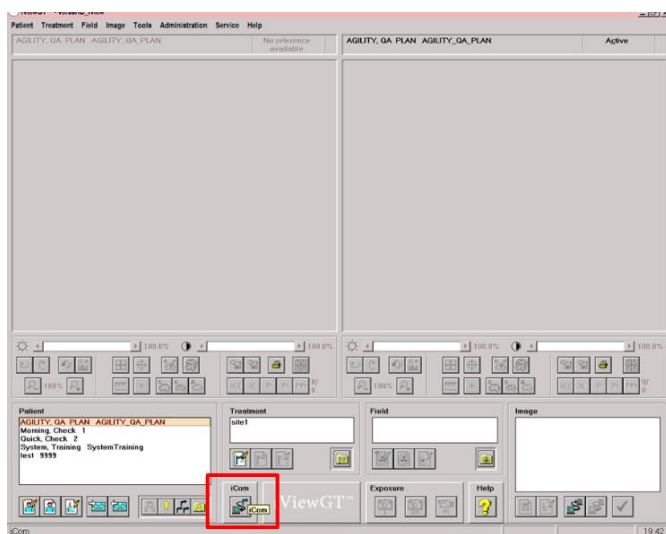 Patient Treatment Field Image Tools Administration Service Help
AGILITY, QA PLAN AGILITY_QA_PLAN
No reference
available
AGILITY, QA PLAN AGILITY_QA_PLAN
Active
100.0%
100.0%
100.0%
100.0%
100%
100%
Patient
AGILITY, QA PLAN AGILITY_QA_PLAN
Morning, Check 1
Quick, Check 2
System, Training SystemTraining
test 9999
Treatment
site1
Field
Image
iCom
iCom
ViewGT™
Exposure
Help
iCom
19:42